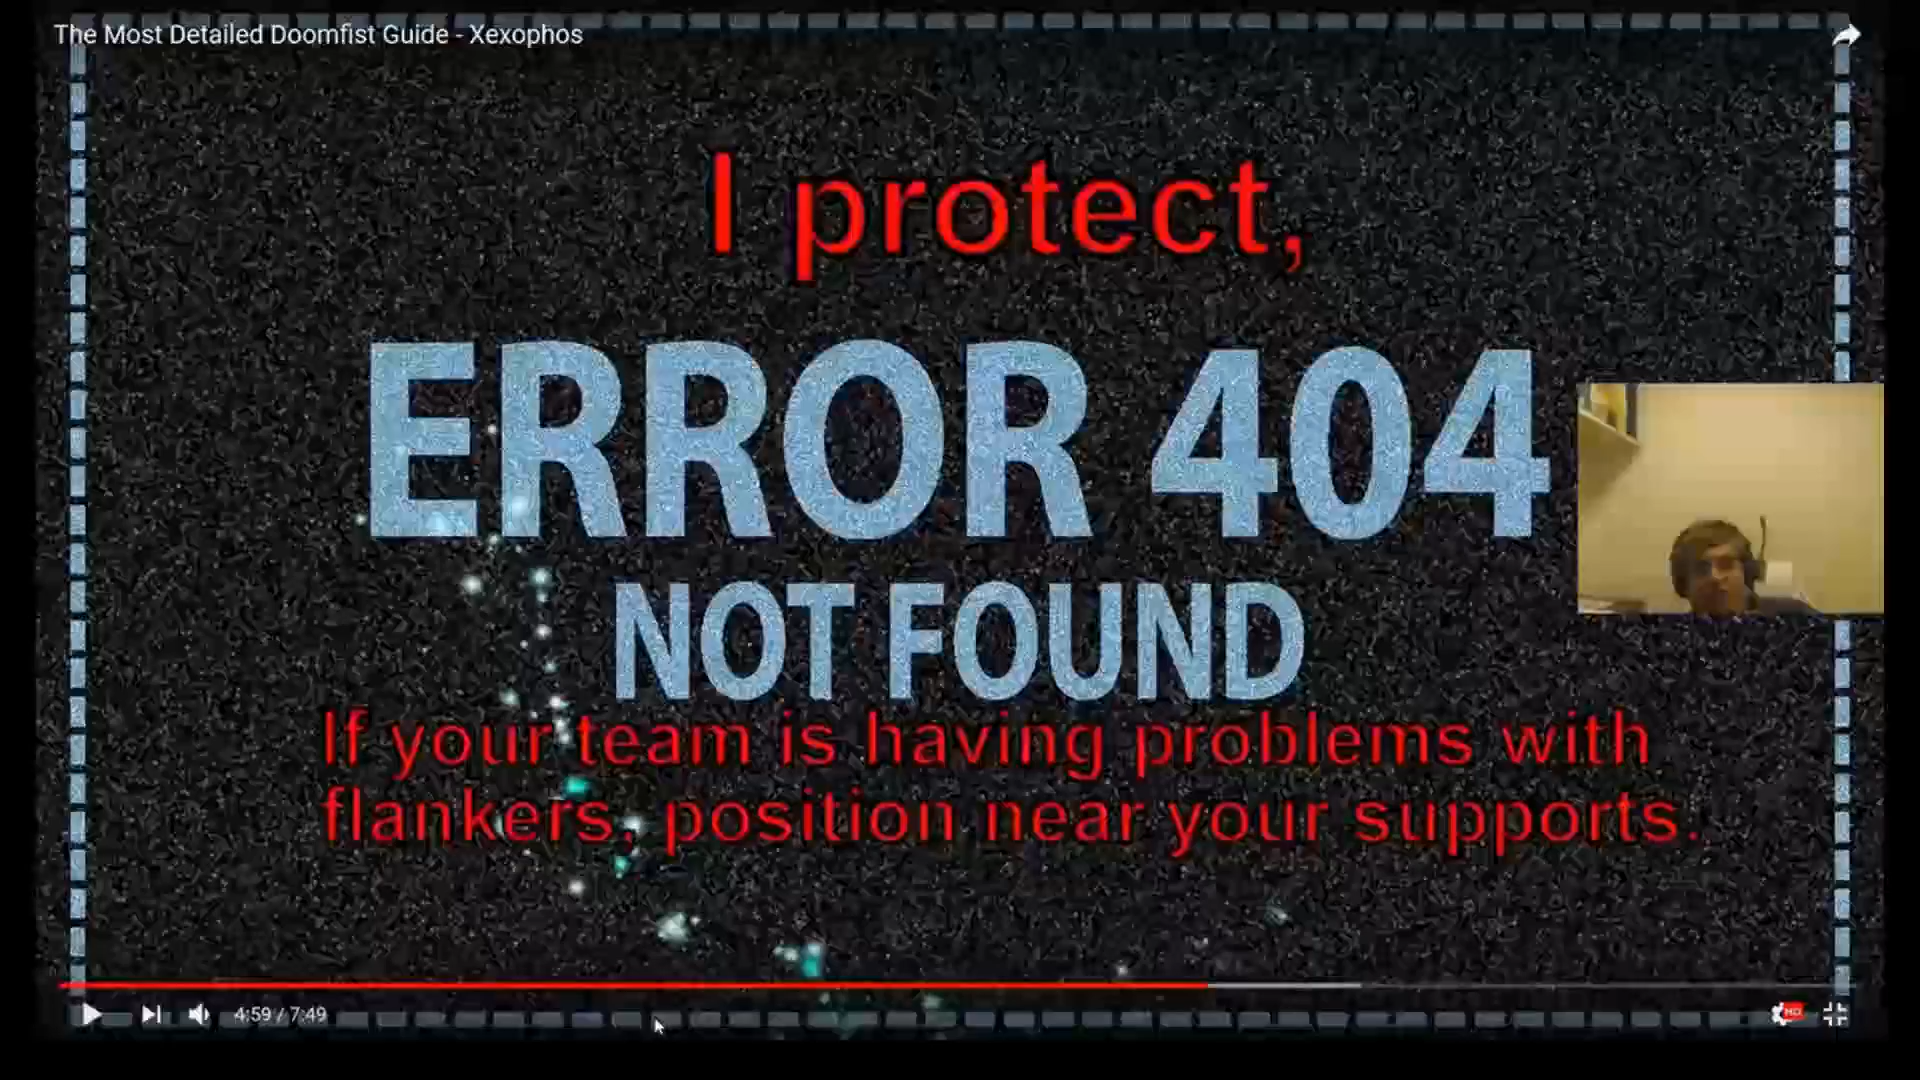 The Most Detailed Doomfist Guide - Xexophos
I protect,
ERROR 404
NOT FOUND
If your team is having problems with
flankers, position near your supports.
4:59 / 7:49
HD